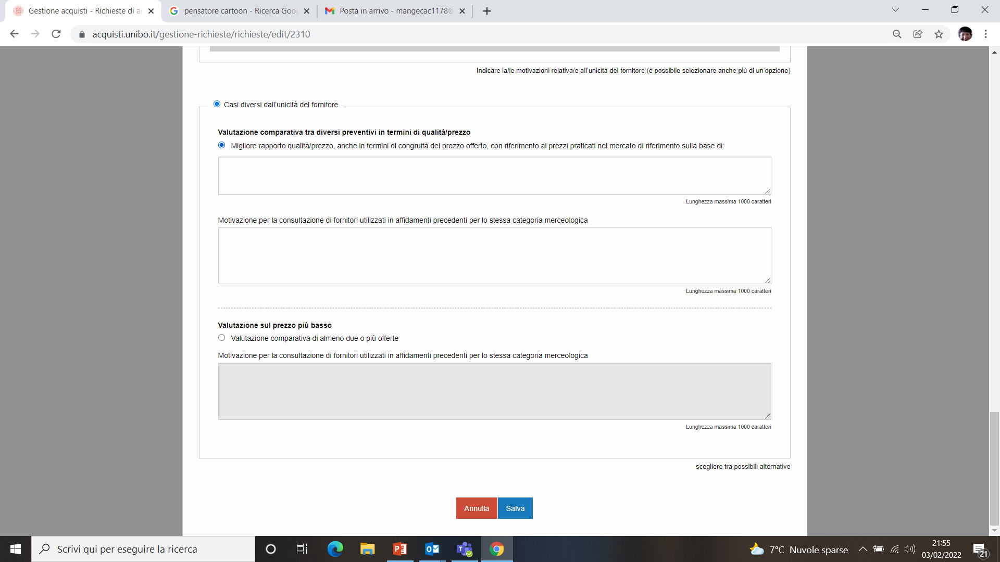 Gestione acquisti - Richieste di a
pensatore cartoon - Ricerca Goo
Posta in arrivo - mangecac1178@
acquisti.unibo.it/gestione-richieste/richieste/edit/2310
Indicare la/le motivazioni relativa/e all'unicità del fornitore (è possibile selezionare anche più di un'opzione)
Casi diversi dall'unicità del fornitore
Valutazione comparativa tra diversi preventivi in termini di qualità/prezzo
Migliore rapporto qualità/prezzo, anche in termini di congruità del prezzo offerto, con riferimento ai prezzi praticati nel mercato di riferimento sulla base di:
Lunghezza massima 1000 caratteri
Motivazione per la consultazione di fornitori utilizzati in affidamenti precedenti per lo stessa categoria merceologica
Lunghezza massima 1000 caratteri
Valutazione sul prezzo più basso
Valutazione comparativa di almeno due o più offerte
Motivazione per la consultazione di fornitori utilizzati in affidamenti precedenti per lo stessa categoria merceologica
Lunghezza massima 1000 caratteri
scegliere tra possibili alternative
Annulla
Salva
Scrivi qui per eseguire la ricerca
7°C Nuvole sparse
21:55
03/02/2022
21